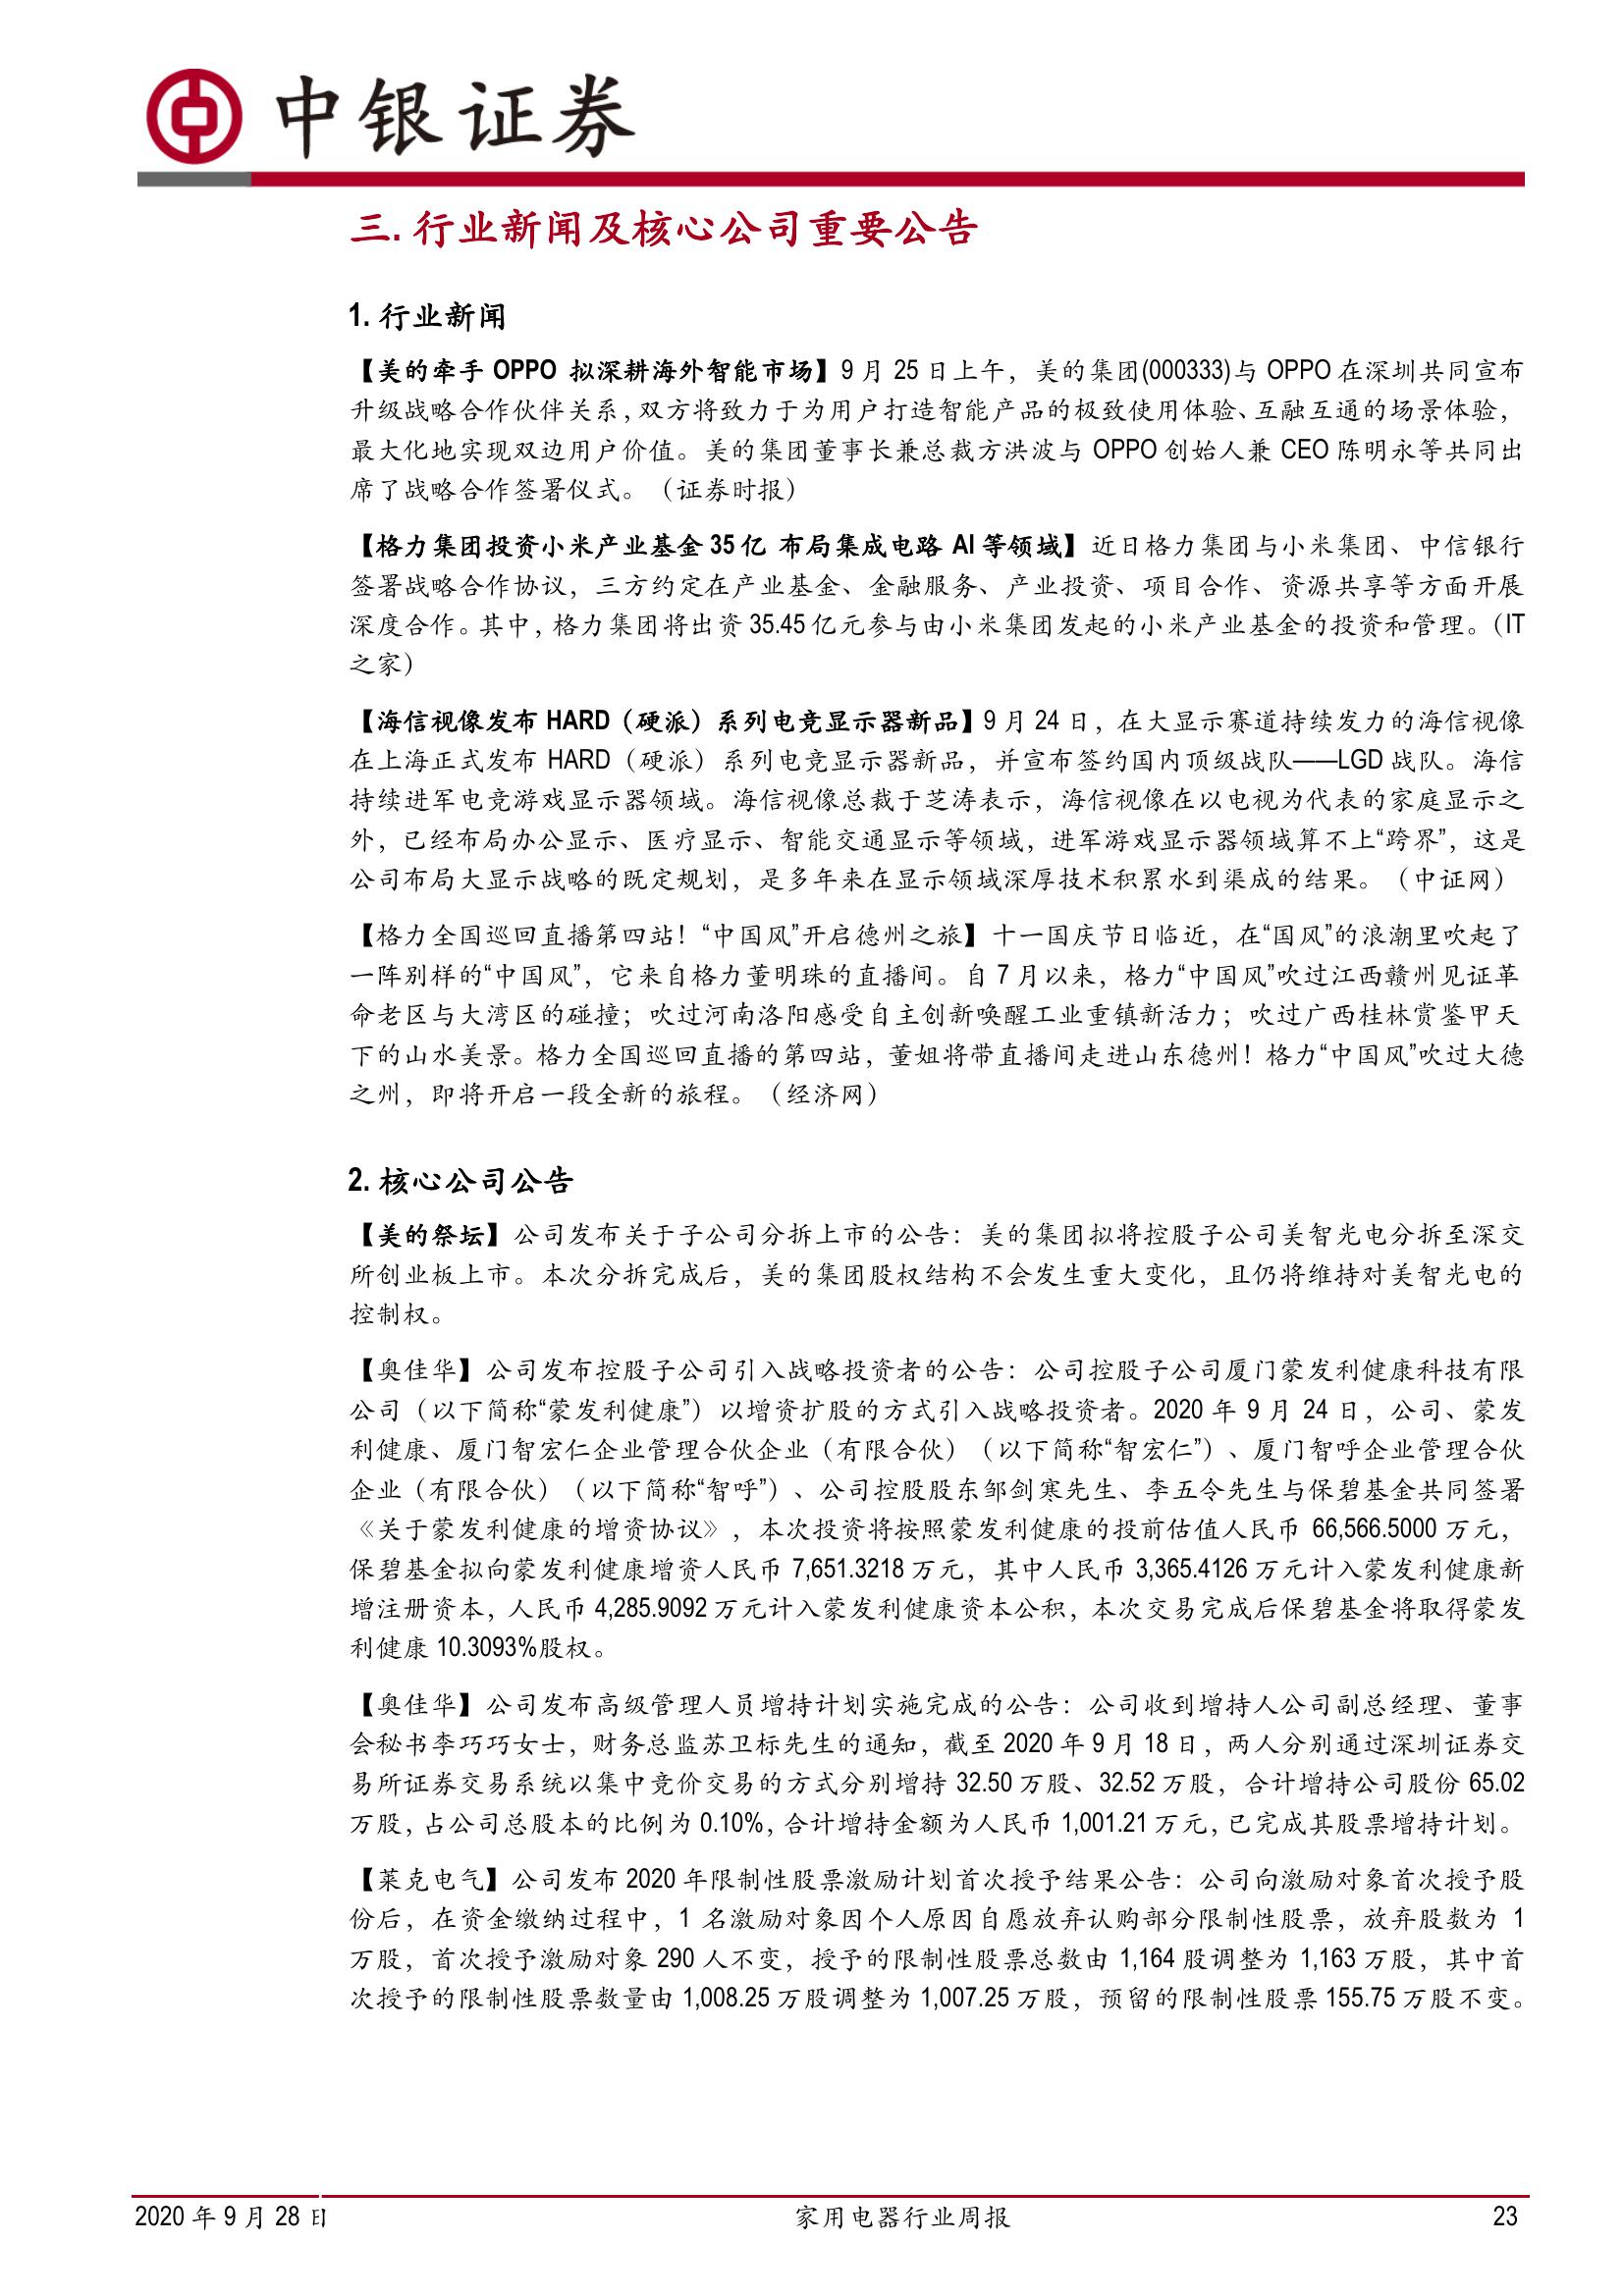 中银证券
三. 行业新闻及核心公司重要公告
1. 行业新闻
【美的牵手 OPPO 拟深耕海外智能市场】9 月 25 日上午，美的集团(000333)与 OPPO 在深圳共同宣布
升级战略合作伙伴关系，双方将致力于为用户打造智能产品的极致使用体验、互融互通的场景体验，
最大化地实现双边用户价值。美的集团董事长兼总裁方洪波与 OPPO 创始人兼 CEO 陈明永等共同出
席了战略合作签署仪式。（证券时报）
【格力集团投资小米产业基金 35 亿 布局集成电路 AI 等领域】近日格力集团与小米集团、中信银行
签署战略合作协议，三方约定在产业基金、金融服务、产业投资、项目合作、资源共享等方面开展
深度合作。其中，格力集团将出资 35.45 亿元参与由小米集团发起的小米产业基金的投资和管理。（IT
之家）
【海信视像发布 HARD（硬派）系列电竞显示器新品】9 月 24 日，在大显示赛道持续发力的海信视像
在上海正式发布 HARD（硬派）系列电竞显示器新品，并宣布签约国内顶级战队——LGD 战队。海信
持续进军电竞游戏显示器领域。海信视像总裁于芝涛表示，海信视像在以电视为代表的家庭显示之
外，已经布局办公显示、医疗显示、智能交通显示等领域，进军游戏显示器领域算不上“跨界”，这是
公司布局大显示战略的既定规划，是多年来在显示领域深厚技术积累水到渠成的结果。（中证网）
【格力全国巡回直播第四站！“中国风”开启德州之旅】十一国庆节日临近，在“国风”的浪潮里吹起了
一阵别样的“中国风”，它来自格力董明珠的直播间。自 7 月以来，格力“中国风”吹过江西赣州见证革
命老区与大湾区的碰撞；吹过河南洛阳感受自主创新唤醒工业重镇新活力；吹过广西桂林赏鉴甲天
下的山水美景。格力全国巡回直播的第四站，董姐将带直播间走进山东德州！格力“中国风”吹过大德
之州，即将开启一段全新的旅程。（经济网）
2. 核心公司公告
【美的祭坛】公司发布关于子公司分拆上市的公告：美的集团拟将控股子公司美智光电分拆至深交
所创业板上市。本次分拆完成后，美的集团股权结构不会发生重大变化，且仍将维持对美智光电的
控制权。
【奥佳华】公司发布控股子公司引入战略投资者的公告：公司控股子公司厦门蒙发利健康科技有限
公司（以下简称“蒙发利健康”）以增资扩股的方式引入战略投资者。2020 年 9 月 24 日，公司、蒙发
利健康、厦门智宏仁企业管理合伙企业（有限合伙）（以下简称“智宏仁”）、厦门智呼企业管理合伙
企业（有限合伙）（以下简称“智呼”）、公司控股股东邹剑寒先生、李五令先生与保碧基金共同签署
《关于蒙发利健康的增资协议》，本次投资将按照蒙发利健康的投前估值人民币 66,566.5000 万元，
保碧基金拟向蒙发利健康增资人民币 7,651.3218 万元，其中人民币 3,365.4126 万元计入蒙发利健康新
增注册资本，人民币 4,285.9092 万元计入蒙发利健康资本公积，本次交易完成后保碧基金将取得蒙发
利健康 10.3093%股权。
【奥佳华】公司发布高级管理人员增持计划实施完成的公告：公司收到增持人公司副总经理、董事
会秘书李巧巧女士，财务总监苏卫标先生的通知，截至 2020 年 9 月 18 日，两人分别通过深圳证券交
易所证券交易系统以集中竞价交易的方式分别增持 32.50 万股、32.52 万股，合计增持公司股份 65.02
万股，占公司总股本的比例为 0.10%，合计增持金额为人民币 1,001.21 万元，已完成其股票增持计划。
【莱克电气】公司发布 2020 年限制性股票激励计划首次授予结果公告：公司向激励对象首次授予股
份后，在资金缴纳过程中，1 名激励对象因个人原因自愿放弃认购部分限制性股票，放弃股数为 1
万股，首次授予激励对象 290 人不变，授予的限制性股票总数由 1,164 股调整为 1,163 万股，其中首
次授予的限制性股票数量由 1,008.25 万股调整为 1,007.25 万股，预留的限制性股票 155.75 万股不变。
2020 年 9 月 28 日 家用电器行业周报 23